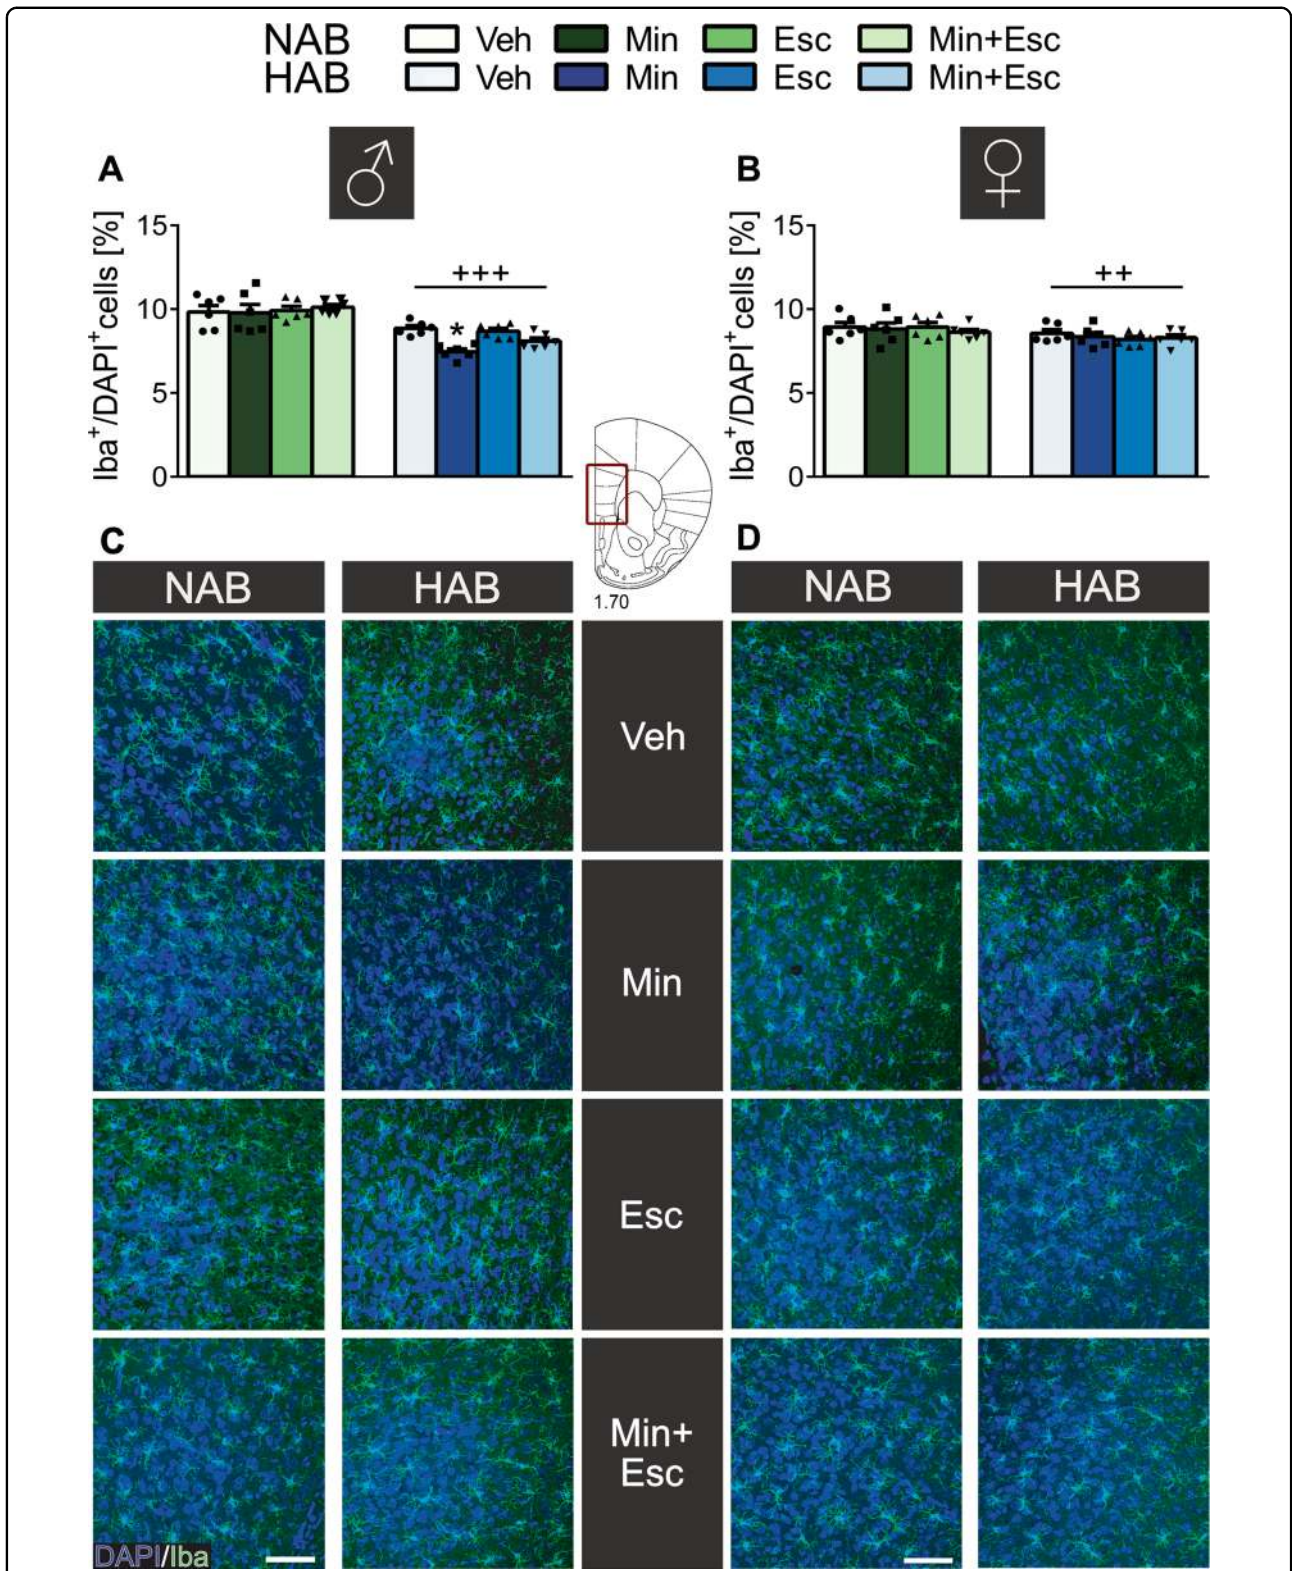 NAB Veh Min Esc Min+Esc
HAB Veh Min Esc Min+Esc
A ♂
B ♀
Iba⁺/DAPI⁺cells [%]
15
10
5
0
+++
*
Iba⁺/DAPI⁺cells [%]
15
10
5
0
++
1.70
C
NAB HAB
D
NAB HAB
Veh
Min
Esc
Min+
Esc
DAPI/Iba